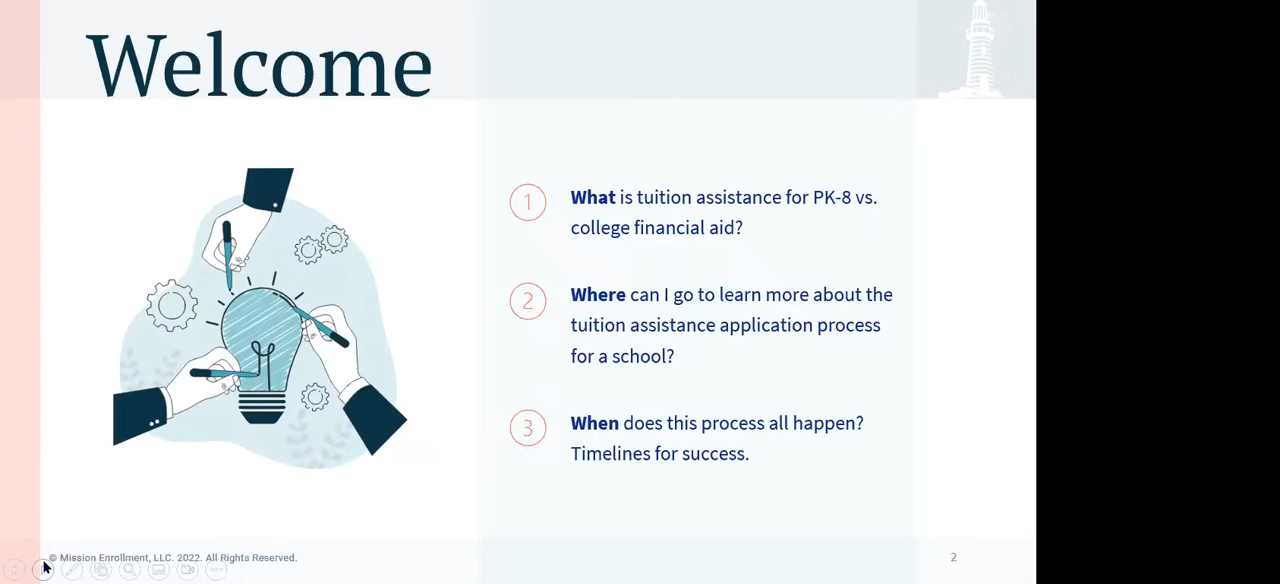 Welcome
1
What is tuition assistance for PK-8 vs.
college financial aid?
2
Where can I go to learn more about the
tuition assistance application process
for a school?
3
When does this process all happen?
Timelines for success.
© Mission Enrollment, LLC. 2022. All Rights Reserved.
2